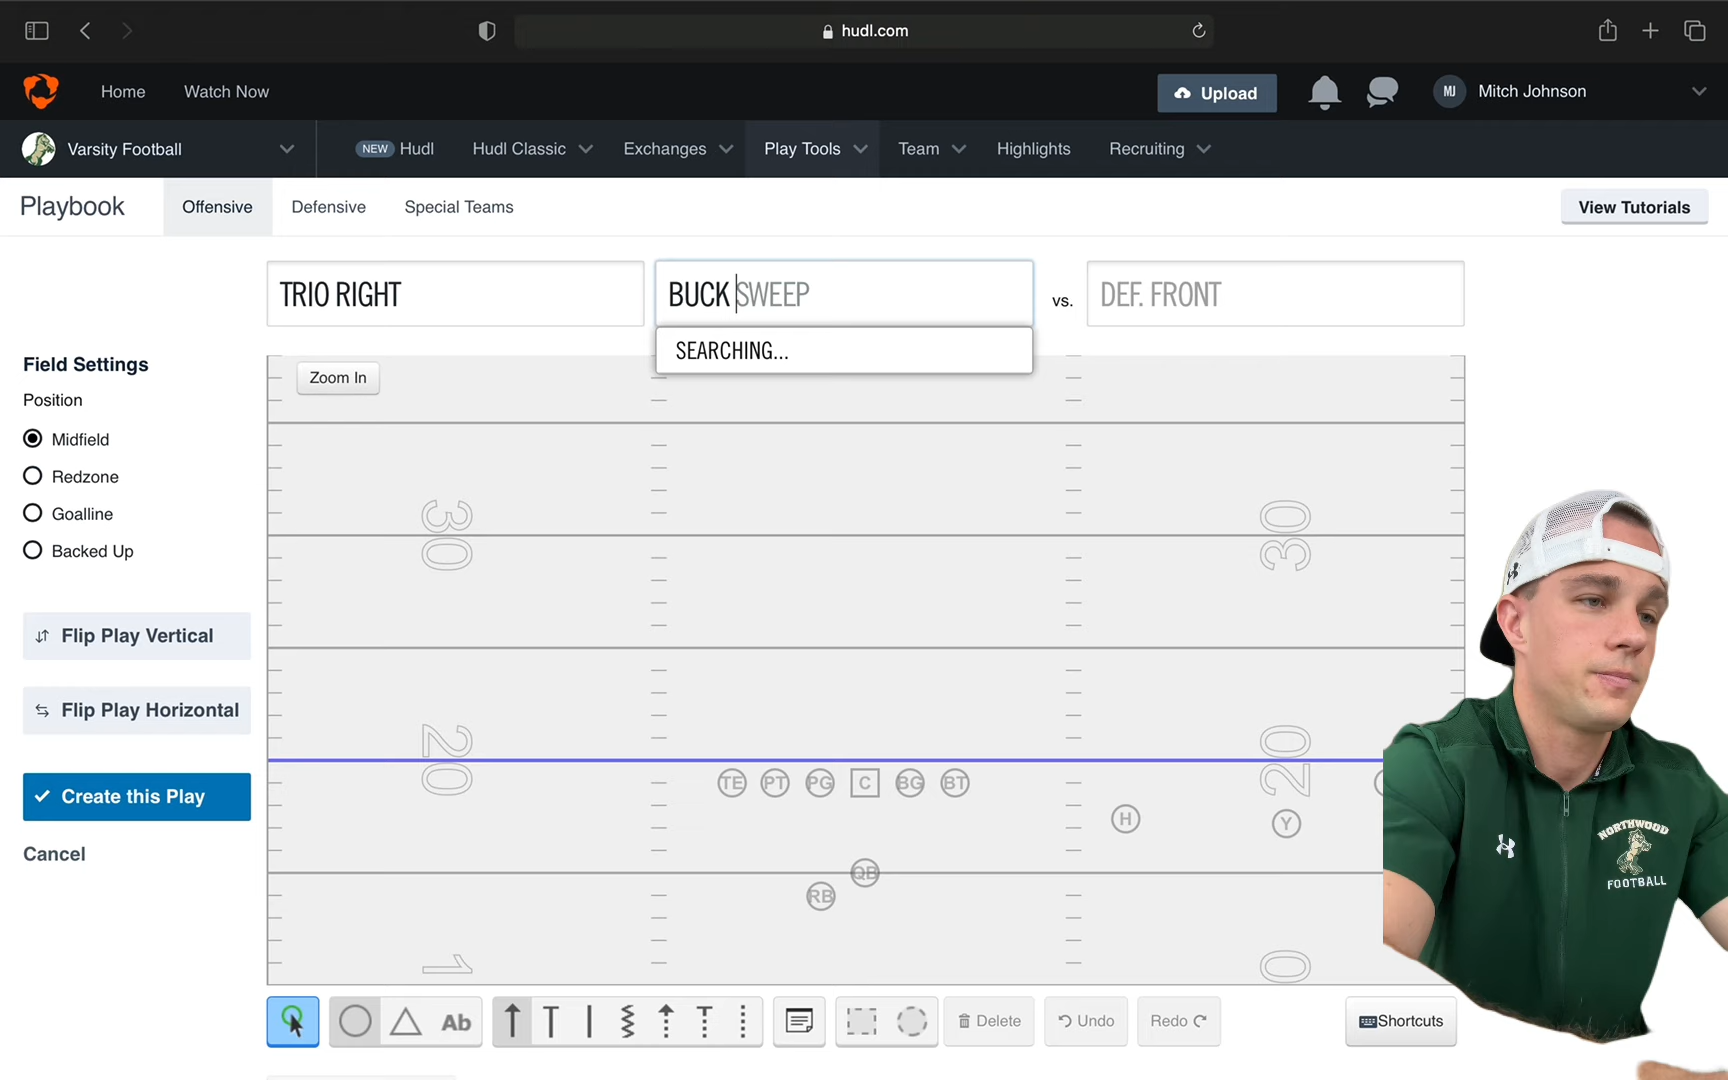 hudl.com
Home
Watch Now
Upload
MJ
Mitch Johnson
Varsity Football
NEW Hudl
Hudl Classic
Exchanges
Play Tools
Team
Highlights
Recruiting
Playbook
Offensive
Defensive
Special Teams
View Tutorials
TRIO RIGHT
BUCK SWEEP
vs.
DEF. FRONT
SEARCHING...
Field Settings
Position
Midfield
Redzone
Goalline
Backed Up
Flip Play Vertical
Flip Play Horizontal
Create this Play
Cancel
Zoom In
30
30
20
20
TE PT PG C BG BT
H
Y
QB
RB
1
0
Ab
Delete
Undo
Redo
Shortcuts
NORTHWOOD
FOOTBALL